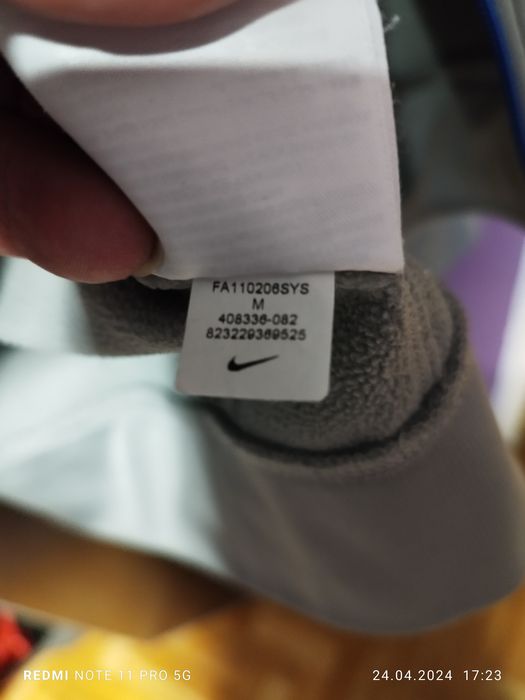 FA110206SYS
M
408336-082
823229369525
REDMI NOTE 11 PRO 5G
24.04.2024 17:23